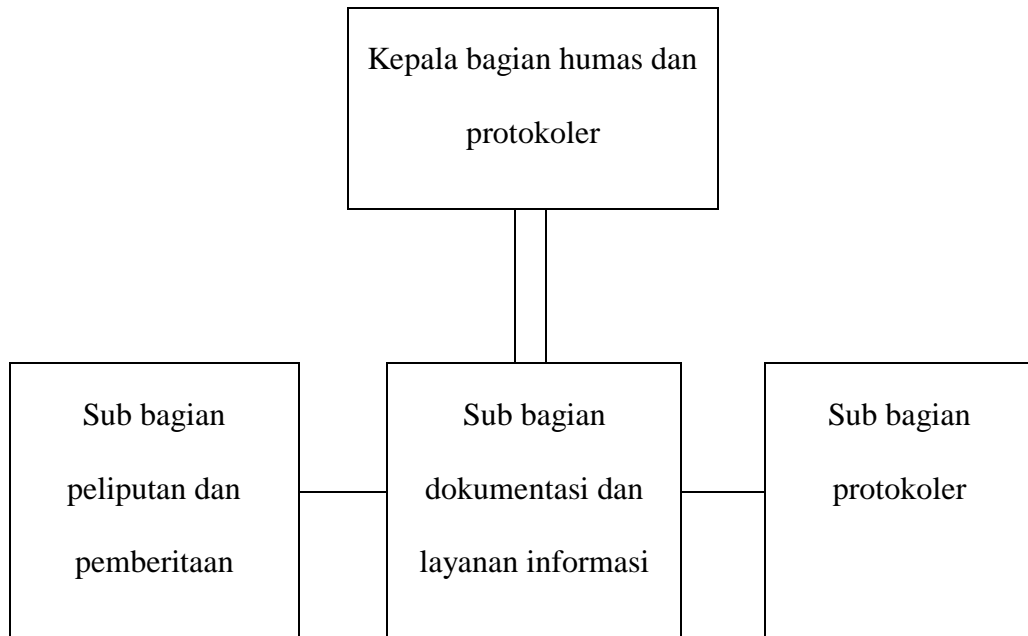 Kepala bagian humas dan
protokoler
Sub bagian
peliputan dan
pemberitaan
Sub bagian
dokumentasi dan
layanan informasi
Sub bagian
protokoler